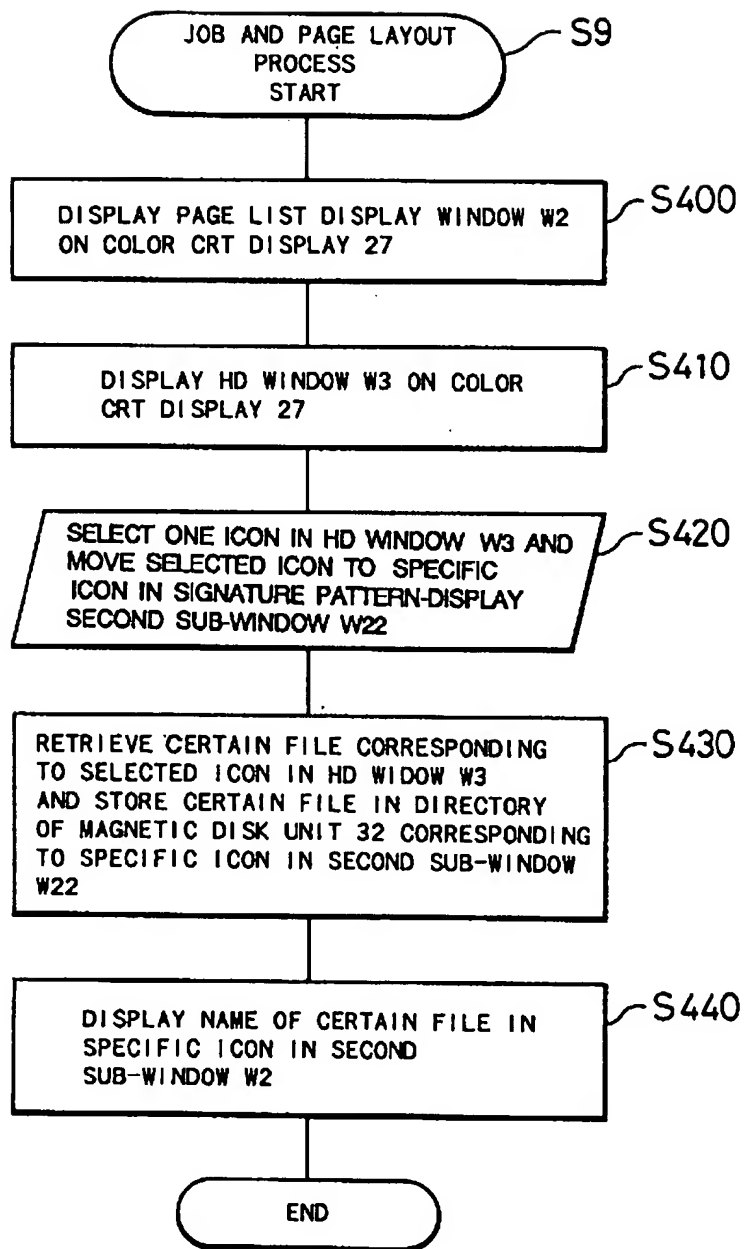 JOB AND PAGE LAYOUT
PROCESS
START
S9
DISPLAY PAGE LIST DISPLAY WINDOW W2
ON COLOR CRT DISPLAY 27
S400
DISPLAY HD WINDOW W3 ON COLOR
CRT DISPLAY 27
S410
SELECT ONE ICON IN HD WINDOW W3 AND
MOVE SELECTED ICON TO SPECIFIC
ICON IN SIGNATURE PATTERN-DISPLAY
SECOND SUB-WINDOW W22
S420
RETRIEVE CERTAIN FILE CORRESPONDING
TO SELECTED ICON IN HD WIDOW W3
AND STORE CERTAIN FILE IN DIRECTORY
OF MAGNETIC DISK UNIT 32 CORRESPONDING
TO SPECIFIC ICON IN SECOND SUB-WINDOW
W22
S430
DISPLAY NAME OF CERTAIN FILE IN
SPECIFIC ICON IN SECOND
SUB-WINDOW W2
S440
END